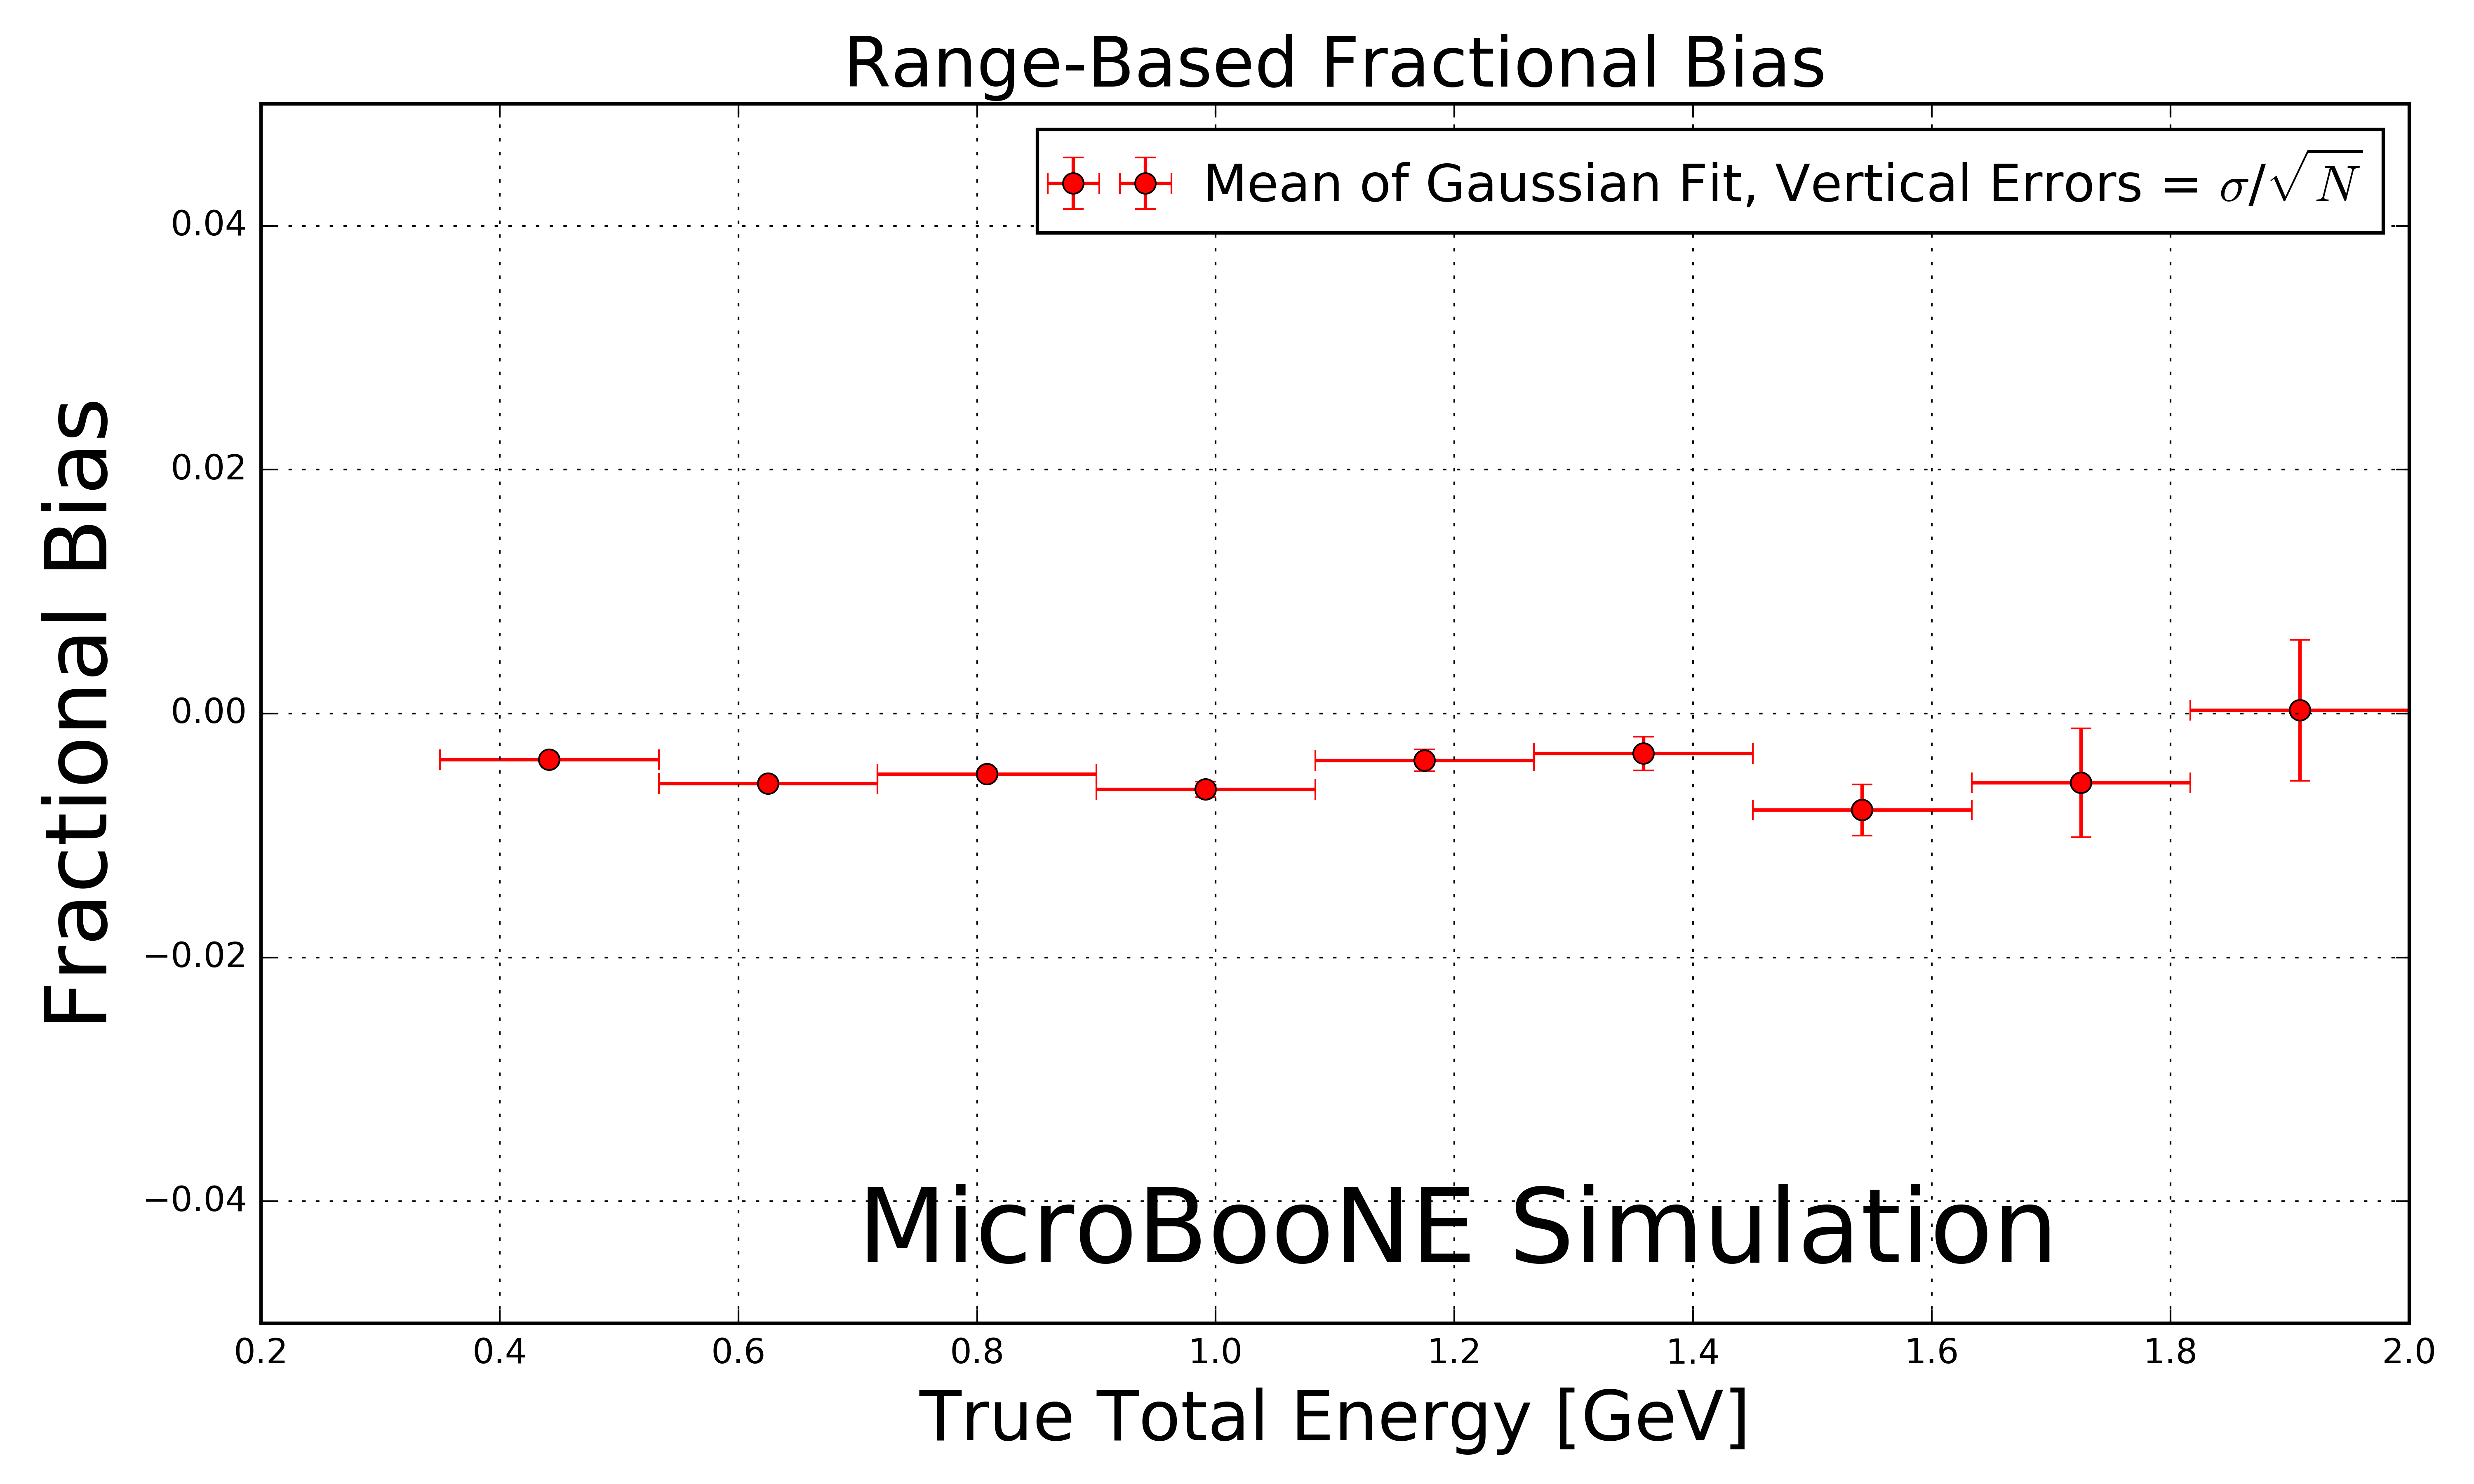 Range-Based Fractional Bias
Mean of Gaussian Fit, Vertical Errors = σ/√N
Fractional Bias
0.04
0.02
0.00
−0.02
−0.04
MicroBooNE Simulation
0.2 0.4 0.6 0.8 1.0 1.2 1.4 1.6 1.8 2.0
True Total Energy [GeV]